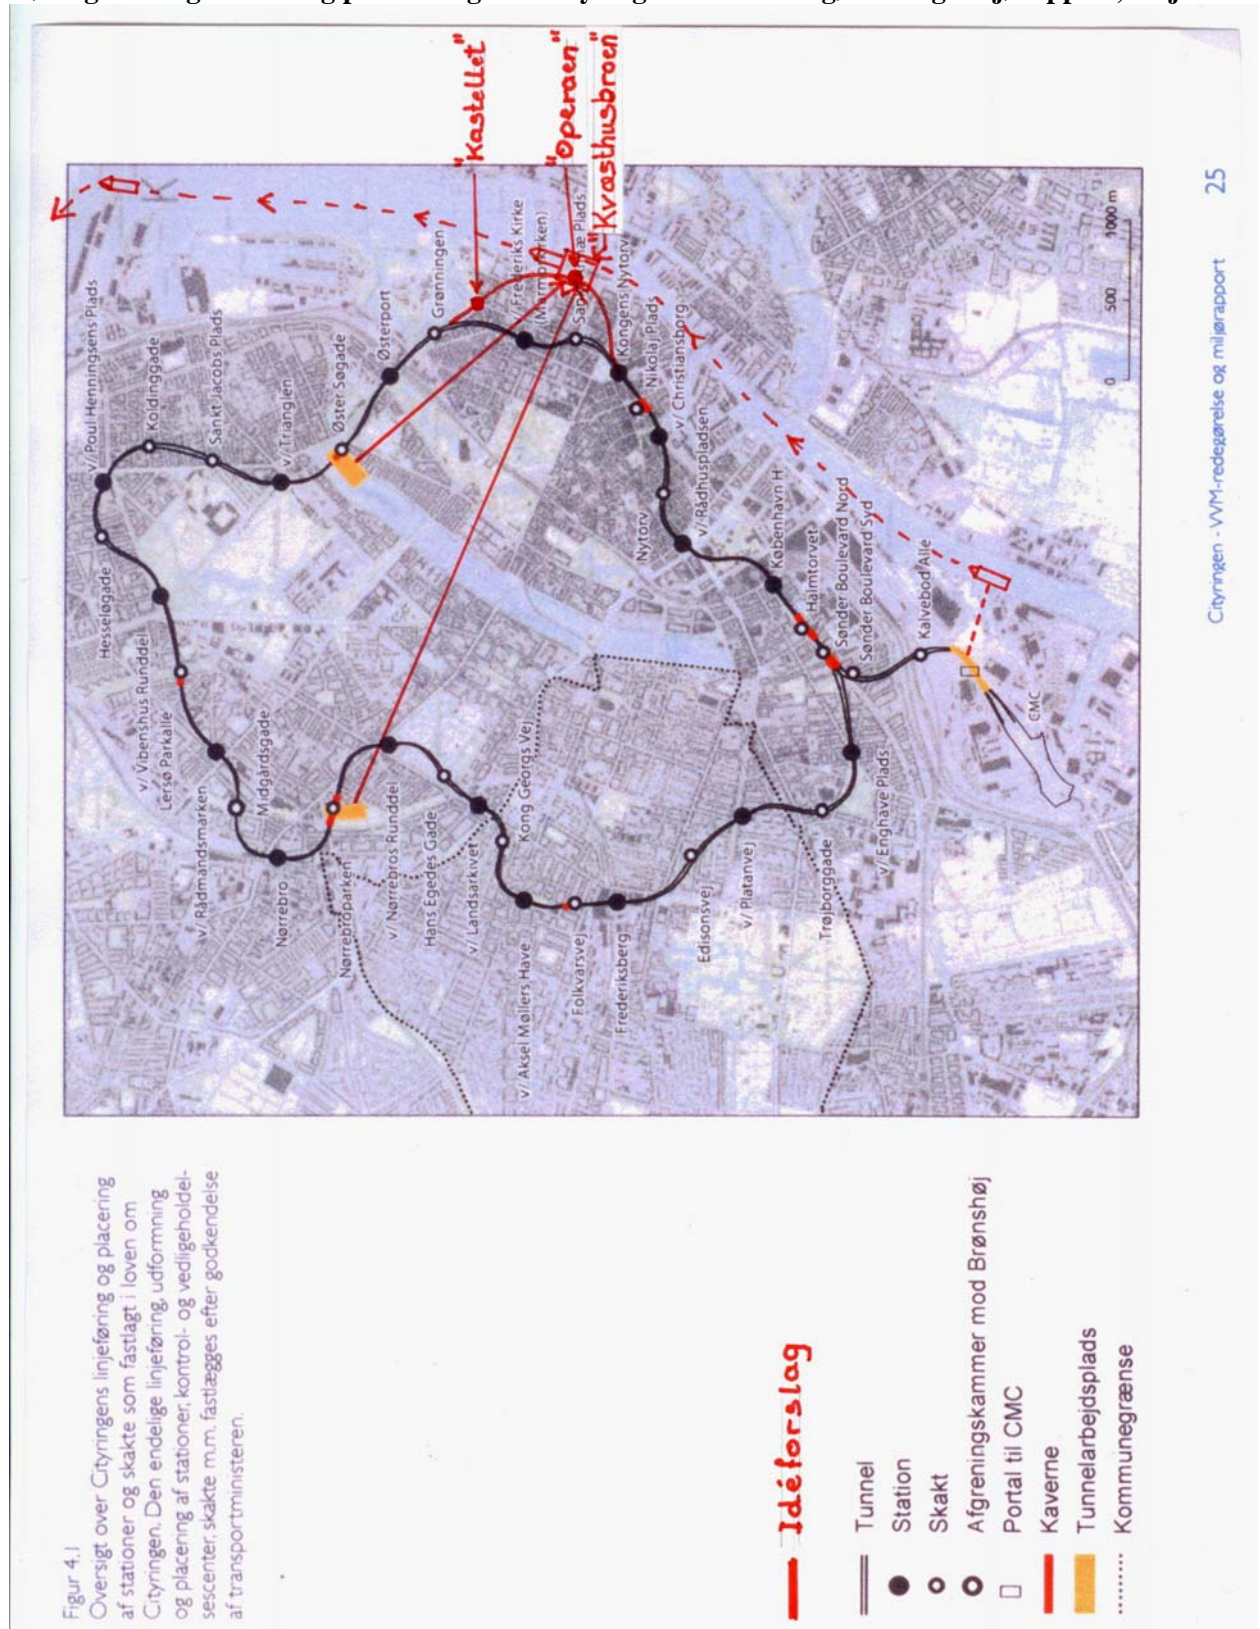 Figur 4.1
Oversigt over Cityringens linjeføring og placering
af stationer og skakte som fastlagt i loven om
Cityringen. Den endelige linjeføring, udformning
og placering af stationer, kontrol- og vedligeholdel-
sescenter, skakte m.m. fastlægges efter godkendelse
af transportministeren.
Idéforslag
Tunnel
Station
Skakt
Afgreningskammer mod Brønshøj
Portal til CMC
Kaverne
Tunnelarbejdsplads
Kommunegrænse
"Kastellet"
"Operaen"
"Kvæsthusbroen"
v/ Poul Henningsens Plads
Koldinggade
Sankt Jacobs Plads
v/ Trianglen
Øster Søgade
Østerport
Grønningen
v/ Frederiks Kirke
(Marmorkirken)
Kongens Nytorv
Nikolaj Plads
v/ Christiansborg
v/ Rådhuspladsen
Nytorv
København H
Halmtorvet
Sønder Boulevard Nord
Sønder Boulevard Syd
Kalvebod Alle
CMC
Hesseløgade
v/ Vibenshus Runddel
Lersø Parkalle
Midgårdsgade
v/ Rådmandsmarken
Nørrebro
Nørrebroparken
v/ Nørrebros Runddel
Hans Egedes Gade
v/ Landsarkivet
Kong Georgs Vej
v/ Aksel Møllers Have
Folkvarsvej
Frederiksberg
Edisonsvej
v/ Platanvej
Trøjborggade
v/ Enghave Plads
0 500 1000 m
Cityringen - VVM-redegørelse og miljørapport 25